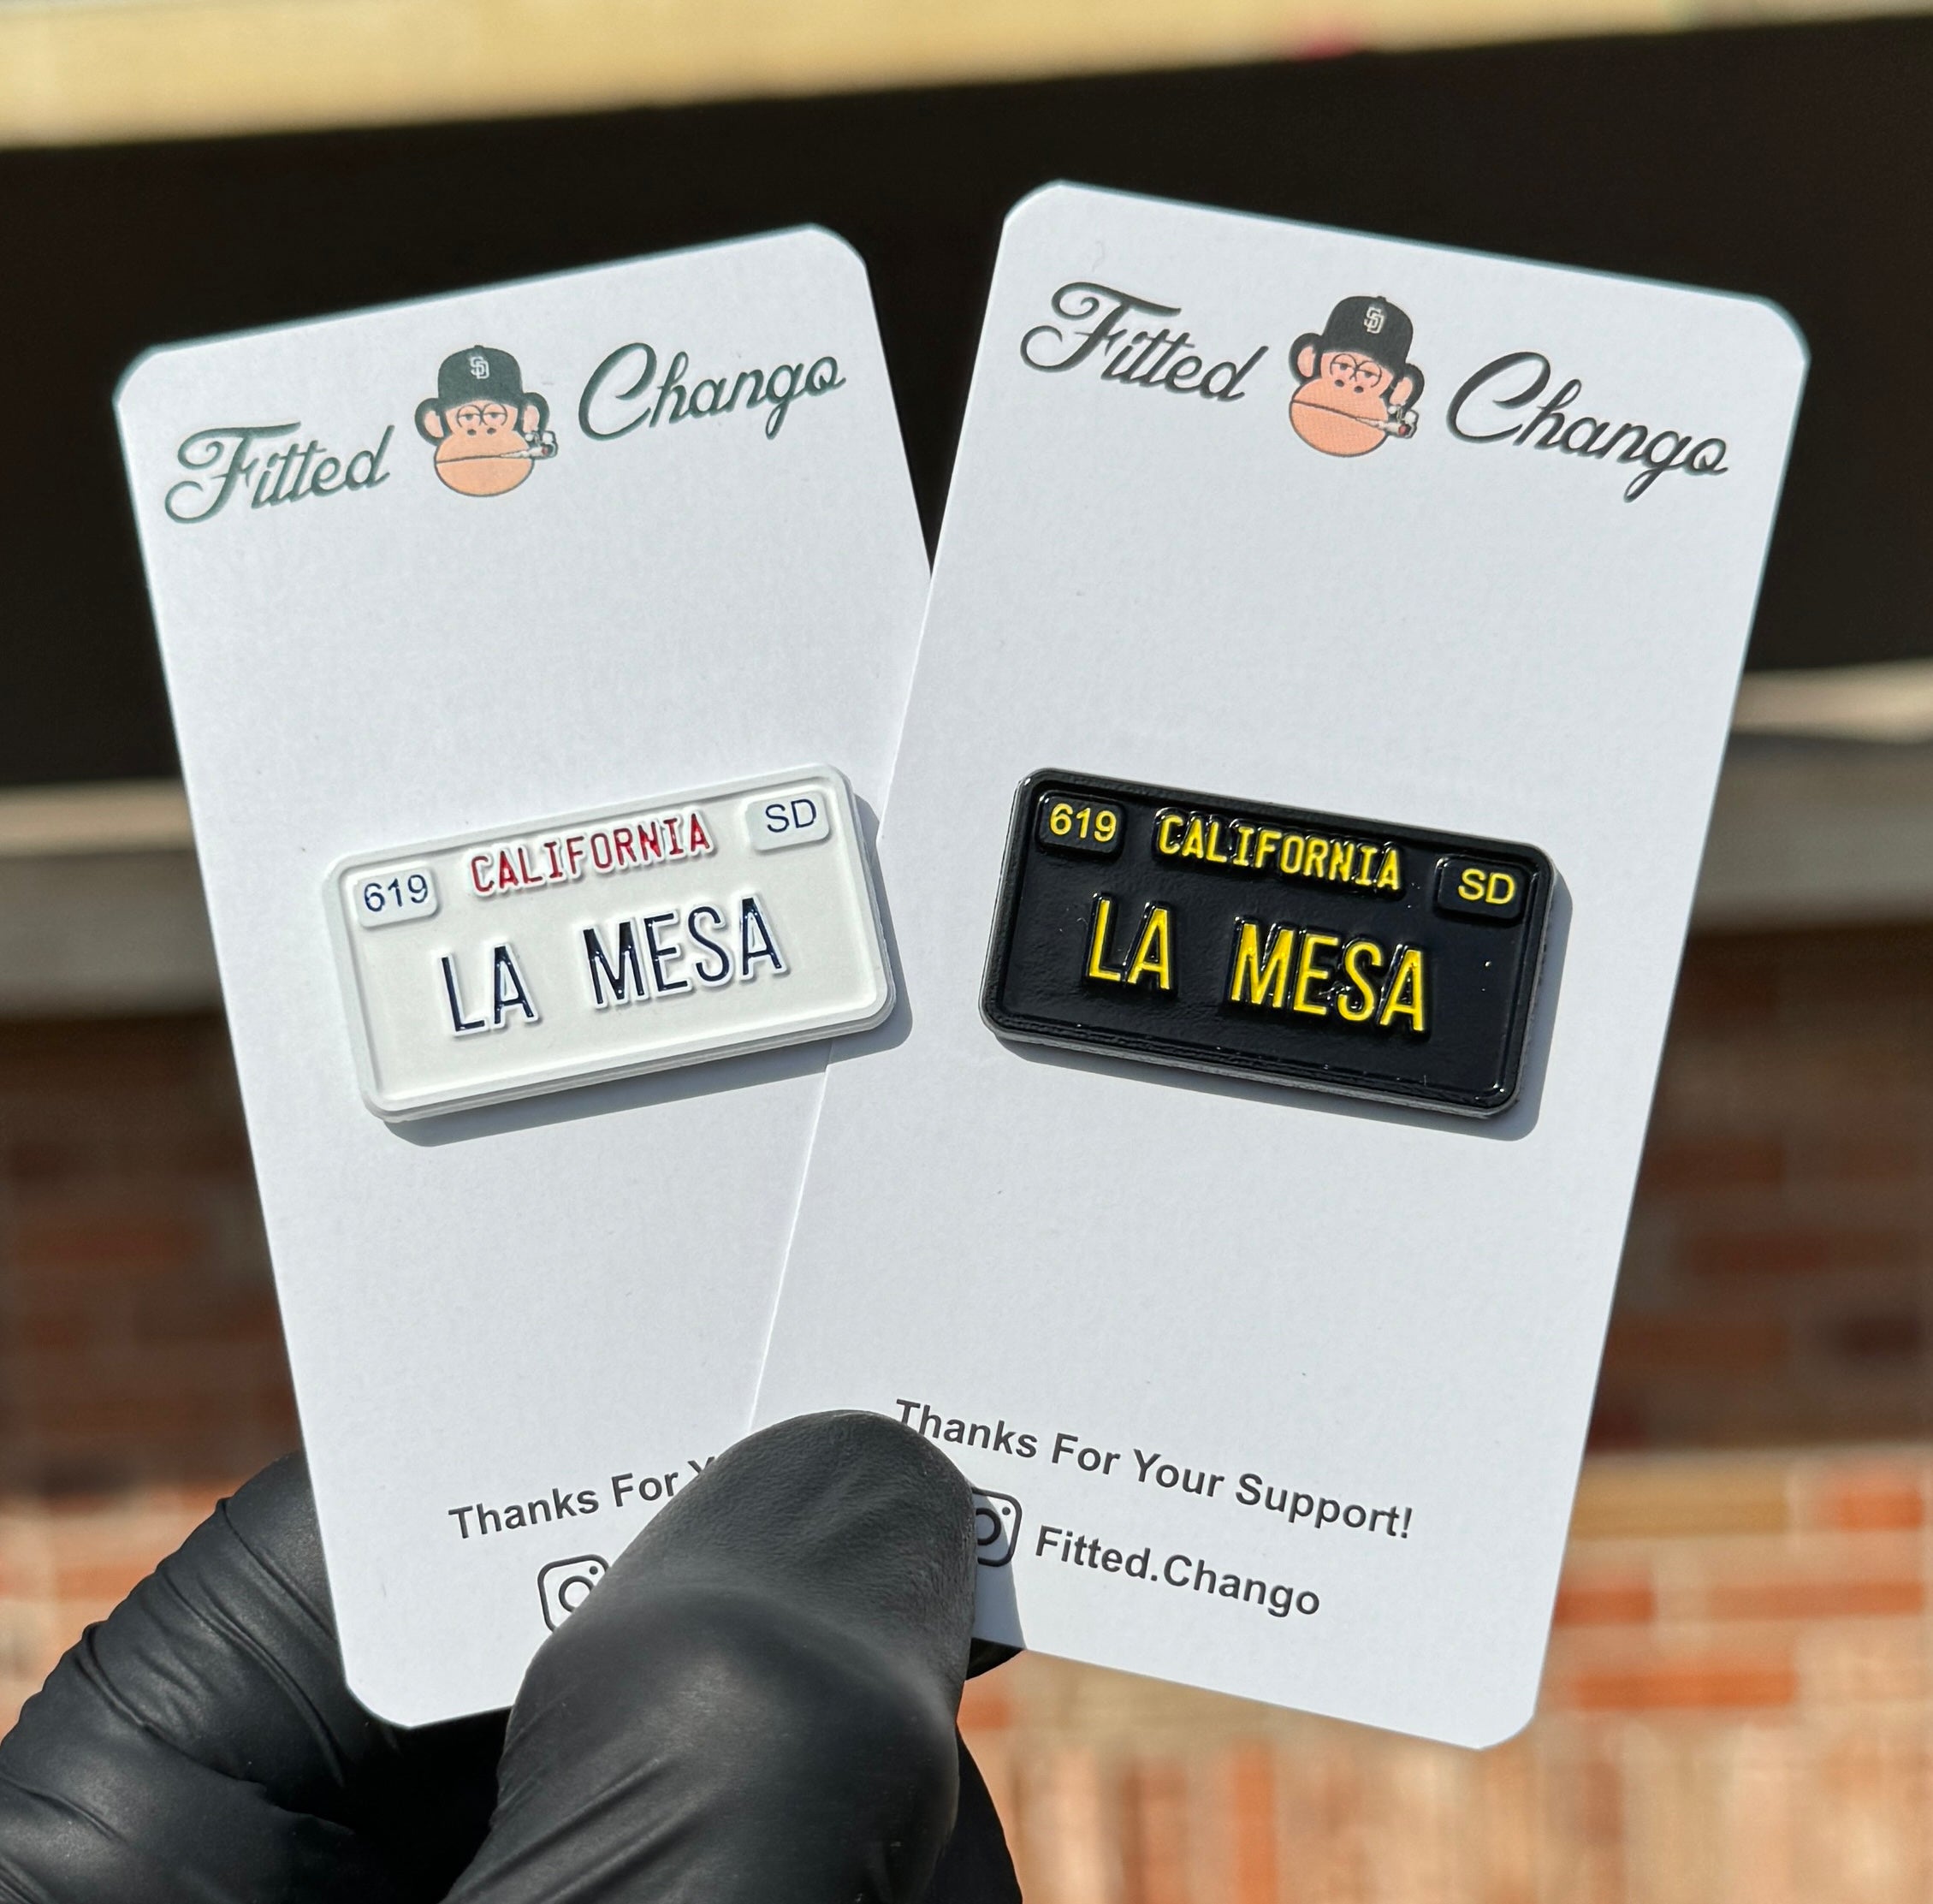 Fitted Chango
619 CALIFORNIA SD
LA MESA
Thanks For
Fitted Chango
619 CALIFORNIA SD
LA MESA
Thanks For Your Support!
Fitted.Chango